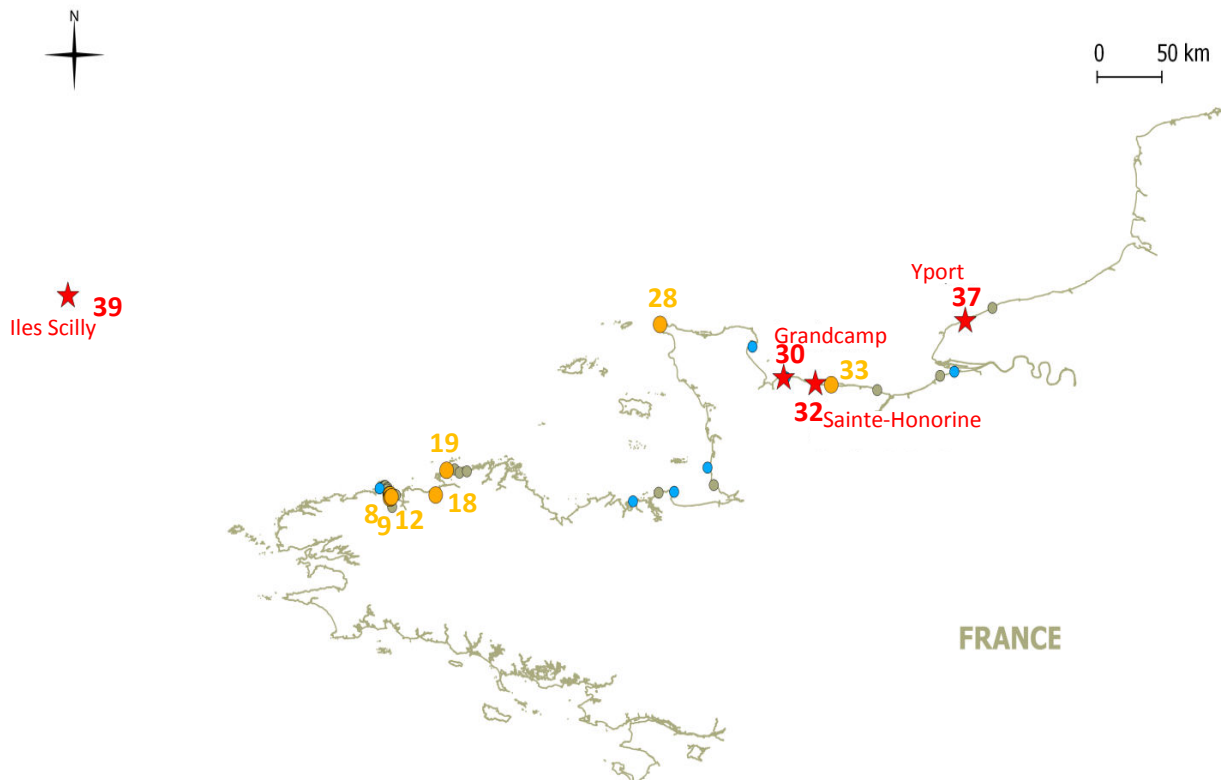 N
0 50 km
Yport
37
39
Iles Scilly
28
Grandcamp
30
33
32
Sainte-Honorine
19
8
9
12
18
FRANCE